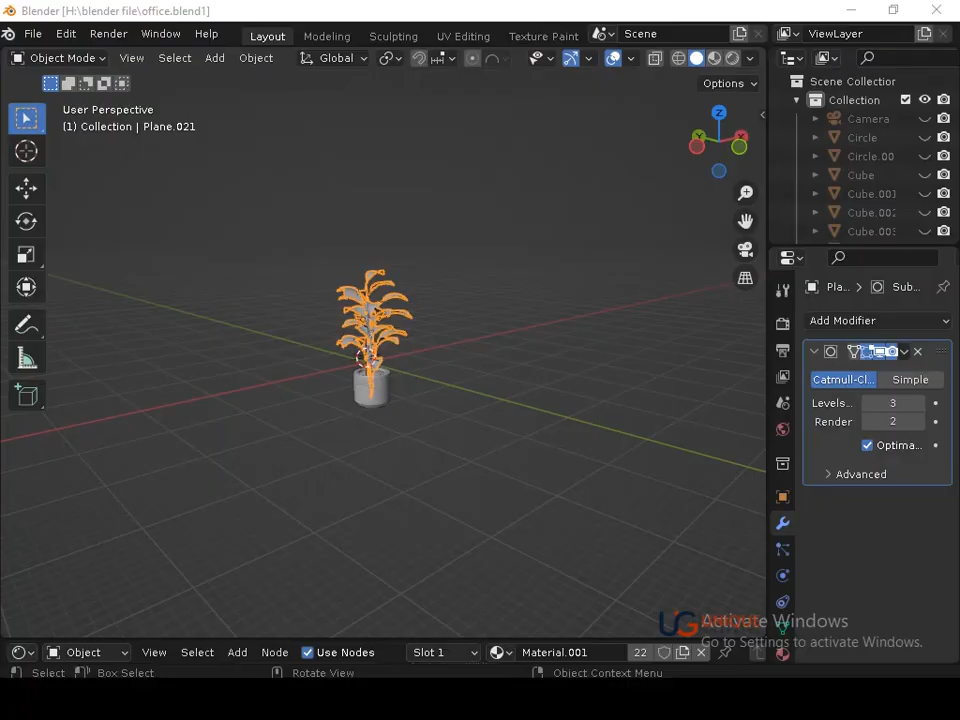 Blender [H:\blender file\office.blend1]
File Edit Render Window Help Layout Modeling Sculpting UV Editing Texture Paint Scene ViewLayer
Object Mode View Select Add Object Global
Options
User Perspective
(1) Collection | Plane.021
Z
Scene Collection
Collection
Camera
Circle
Circle.00
Cube
Cube.001
Cube.002
Cube.003
Pla... Sub...
Add Modifier
Catmull-Cl... Simple
Levels... 3
Render 2
Optima...
Advanced
UG
Activate Windows
Go to Settings to activate Windows.
Object View Select Add Node Use Nodes Slot 1 Material.001 22
Select Box Select Rotate View Object Context Menu